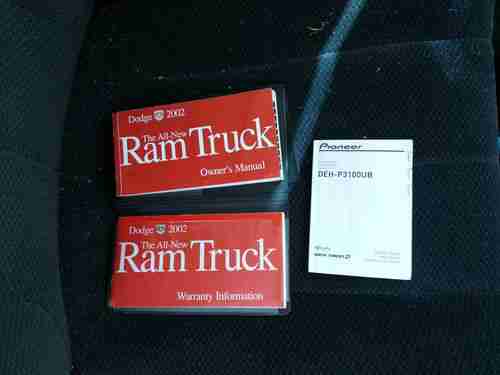 Dodge 2002
The All-New
Ram Truck
Owner's Manual
Dodge 2002
The All-New
Ram Truck
Warranty Information
Pioneer
DEH-P3100UB